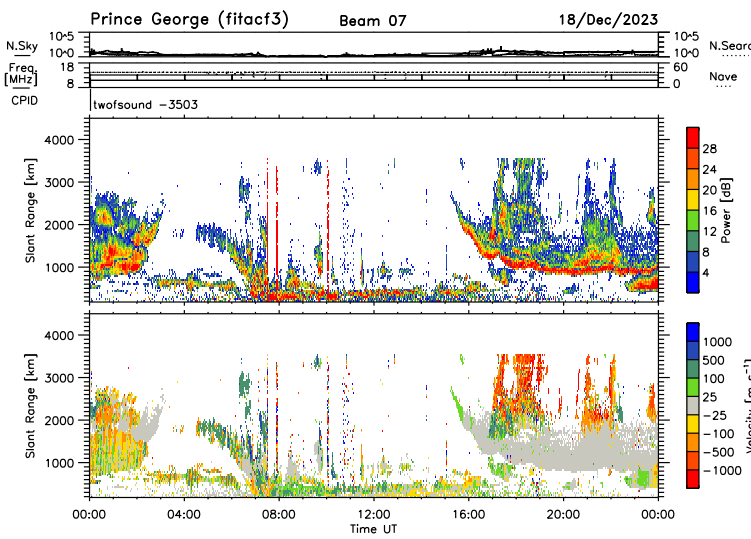 Prince George (fitacf3) Beam 07 18/Dec/2023
N.Sky 10^5 10^5 N.Sear
10^0 10^0
Freq 18 60 Nave
[MHz] 8 0
CPID twofsound -3503
Slant Range [km] 4000 3000 2000 1000
Power [dB] 28 24 20 16 12 8 4
Slant Range [km] 4000 3000 2000 1000
Velocity [m s⁻¹] 1000 500 100 25 -25 -100 -500 -1000
00:00 04:00 08:00 12:00 16:00 20:00 00:00
Time UT